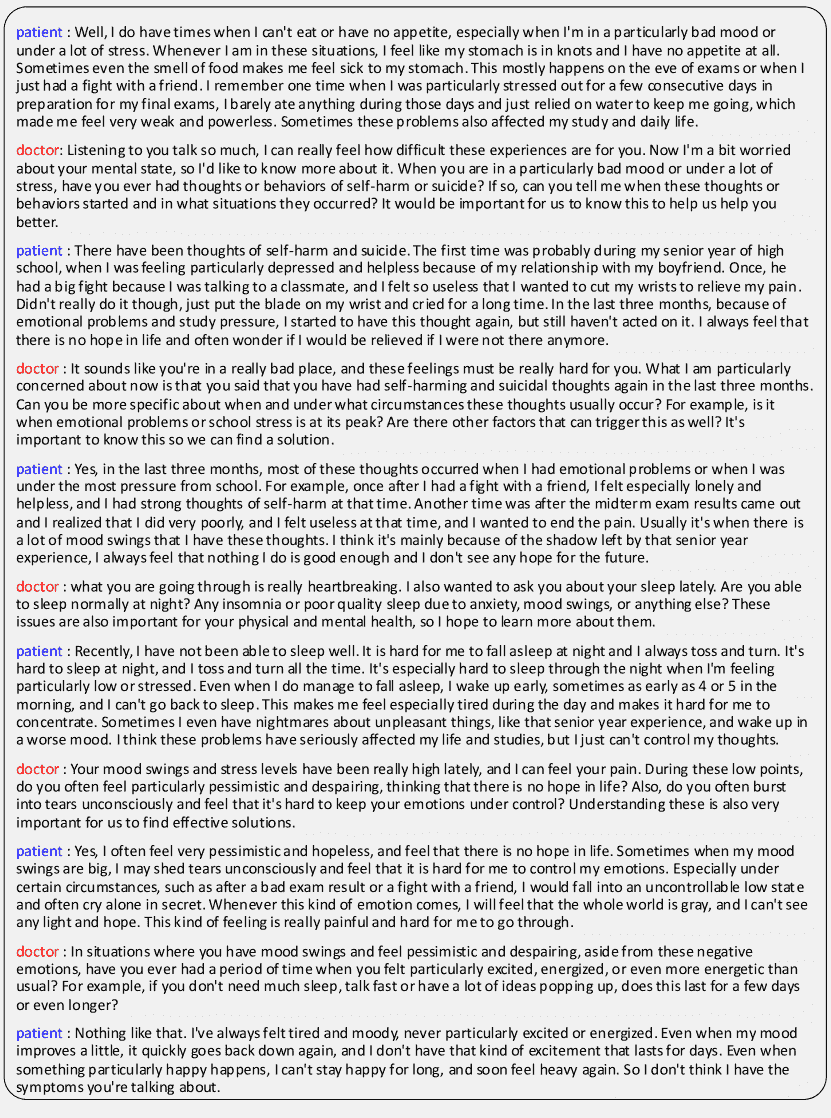 patient : Well, I do have times when I can't eat or have no appetite, especially when I'm in a particularly bad mood or
under a lot of stress. Whenever I am in these situations, I feel like my stomach is in knots and I have no appetite at all.
Sometimes even the smell of food makes me feel sick to my stomach. This mostly happens on the eve of exams or when I
just had a fight with a friend. I remember one time when I was particularly stressed out for a few consecutive days in
preparation for my final exams, I barely ate anything during those days and just relied on water to keep me going, which
made me feel very weak and powerless. Sometimes these problems also affected my study and daily life.
doctor: Listening to you talk so much, I can really feel how difficult these experiences are for you. Now I'm a bit worried
about your mental state, so I'd like to know more about it. When you are in a particularly bad mood or under a lot of
stress, have you ever had thoughts or behaviors of self-harm or suicide? If so, can you tell me when these thoughts or
behaviors started and in what situations they occurred? It would be important for us to know this to help us help you
better.
patient : There have been thoughts of self-harm and suicide. The first time was probably during my senior year of high
school, when I was feeling particularly depressed and helpless because of my relationship with my boyfriend. Once, he
had a big fight because I was talking to a classmate, and I felt so useless that I wanted to cut my wrists to relieve my pain.
Didn't really do it though, just put the blade on my wrist and cried for a long time. In the last three months, because of
emotional problems and study pressure, I started to have this thought again, but still haven't acted on it. I always feel that
there is no hope in life and often wonder if I would be relieved if I were not there anymore.
doctor : It sounds like you're in a really bad place, and these feelings must be really hard for you. What I am particularly
concerned about now is that you said that you have had self-harming and suicidal thoughts again in the last three months.
Can you be more specific about when and under what circumstances these thoughts usually occur? For example, is it
when emotional problems or school stress is at its peak? Are there other factors that can trigger this as well? It's
important to know this so we can find a solution.
patient : Yes, in the last three months, most of these thoughts occurred when I had emotional problems or when I was
under the most pressure from school. For example, once after I had a fight with a friend, I felt especially lonely and
helpless, and I had strong thoughts of self-harm at that time. Another time was after the midterm exam results came out
and I realized that I did very poorly, and I felt useless at that time, and I wanted to end the pain. Usually it's when there is
a lot of mood swings that I have these thoughts. I think it's mainly because of the shadow left by that senior year
experience, I always feel that nothing I do is good enough and I don't see any hope for the future.
doctor : what you are going through is really heartbreaking. I also wanted to ask you about your sleep lately. Are you able
to sleep normally at night? Any insomnia or poor quality sleep due to anxiety, mood swings, or anything else? These
issues are also important for your physical and mental health, so I hope to learn more about them.
patient : Recently, I have not been able to sleep well. It is hard for me to fall asleep at night and I always toss and turn. It's
hard to sleep at night, and I toss and turn all the time. It's especially hard to sleep through the night when I'm feeling
particularly low or stressed. Even when I do manage to fall asleep, I wake up early, sometimes as early as 4 or 5 in the
morning, and I can't go back to sleep. This makes me feel especially tired during the day and makes it hard for me to
concentrate. Sometimes I even have nightmares about unpleasant things, like that senior year experience, and wake up in
a worse mood. I think these problems have seriously affected my life and studies, but I just can't control my thoughts.
doctor : Your mood swings and stress levels have been really high lately, and I can feel your pain. During these low points,
do you often feel particularly pessimistic and despairing, thinking that there is no hope in life? Also, do you often burst
into tears unconsciously and feel that it's hard to keep your emotions under control? Understanding these is also very
important for us to find effective solutions.
patient : Yes, I often feel very pessimistic and hopeless, and feel that there is no hope in life. Sometimes when my mood
swings are big, I may shed tears unconsciously and feel that it is hard for me to control my emotions. Especially under
certain circumstances, such as after a bad exam result or a fight with a friend, I would fall into an uncontrollable low state
and often cry alone in secret. Whenever this kind of emotion comes, I will feel that the whole world is gray, and I can't see
any light and hope. This kind of feeling is really painful and hard for me to go through.
doctor : In situations where you have mood swings and feel pessimistic and despairing, aside from these negative
emotions, have you ever had a period of time when you felt particularly excited, energized, or even more energetic than
usual? For example, if you don't need much sleep, talk fast or have a lot of ideas popping up, does this last for a few days
or even longer?
patient : Nothing like that. I've always felt tired and moody, never particularly excited or energized. Even when my mood
improves a little, it quickly goes back down again, and I don't have that kind of excitement that lasts for days. Even when
something particularly happy happens, I can't stay happy for long, and soon feel heavy again. So I don't think I have the
symptoms you're talking about.